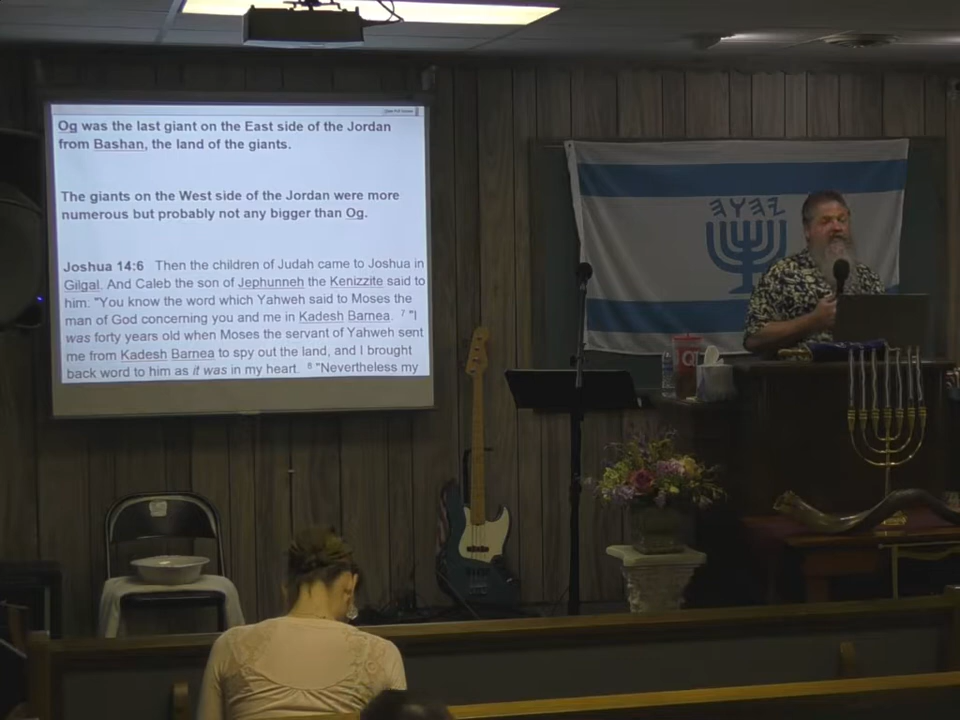 Og was the last giant on the East side of the Jordan
from Bashan, the land of the giants.
The giants on the West side of the Jordan were more
numerous but probably not any bigger than Og.
Joshua 14:6 Then the children of Judah came to Joshua in
Gilgal. And Caleb the son of Jephunneh the Kenizzite said to
him: "You know the word which Yahweh said to Moses the
man of God concerning you and me in Kadesh Barnea. 7 "I
was forty years old when Moses the servant of Yahweh sent
me from Kadesh Barnea to spy out the land, and I brought
back word to him as it was in my heart. 8 "Nevertheless my
𐤉𐤄𐤅𐤄